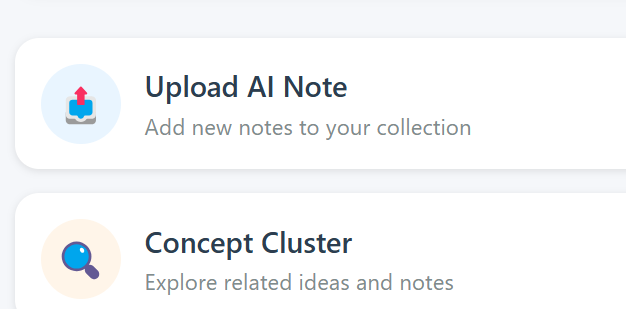 Upload AI Note
Add new notes to your collection
Concept Cluster
Explore related ideas and notes